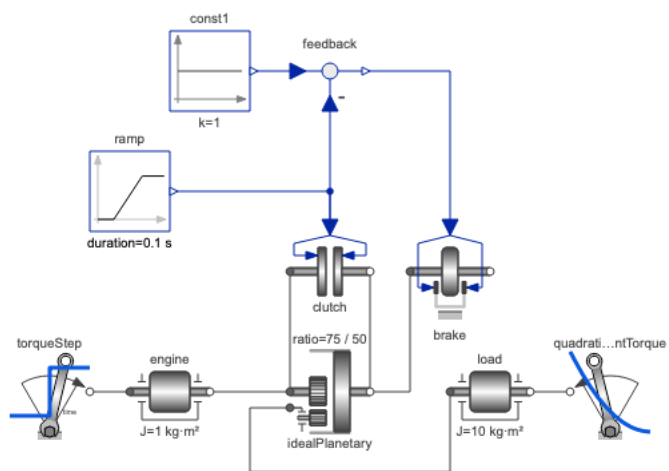 const1
feedback
-
k=1
ramp
duration=0.1 s
clutch
brake
torqueStep
engine
ratio=75 / 50
load
quadrati...ntTorque
time
J=1 kg·m²
idealPlanetary
J=10 kg·m²